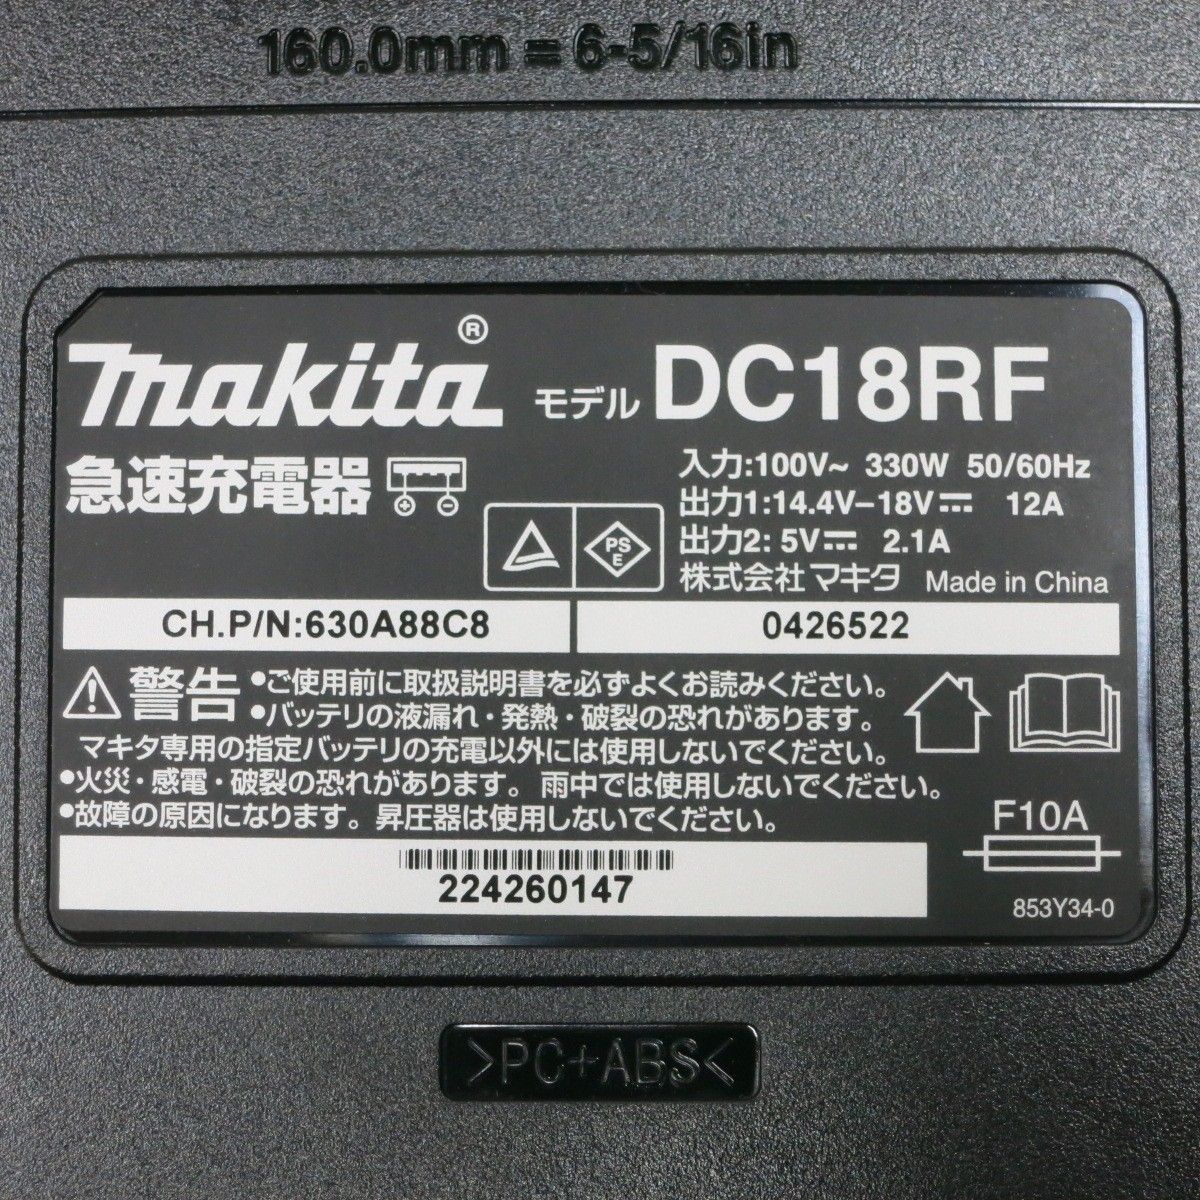 160.0mm = 6-5/16in
makita® モデル DC18RF
急速充電器
入力:100V~ 330W 50/60Hz
出力1:14.4V–18V⎓ 12A
出力2: 5V⎓ 2.1A
PSE
株式会社マキタ Made in China
CH.P/N:630A88C8
0426522
⚠警告 •ご使用前に取扱説明書を必ずよくお読みください。
•バッテリの液漏れ・発熱・破裂の恐れがあります。
マキタ専用の指定バッテリの充電以外には使用しないでください。
•火災・感電・破裂の恐れがあります。雨中では使用しないでください。
•故障の原因になります。昇圧器は使用しないでください。
F10A
224260147
853Y34-0
>PC+ABS<